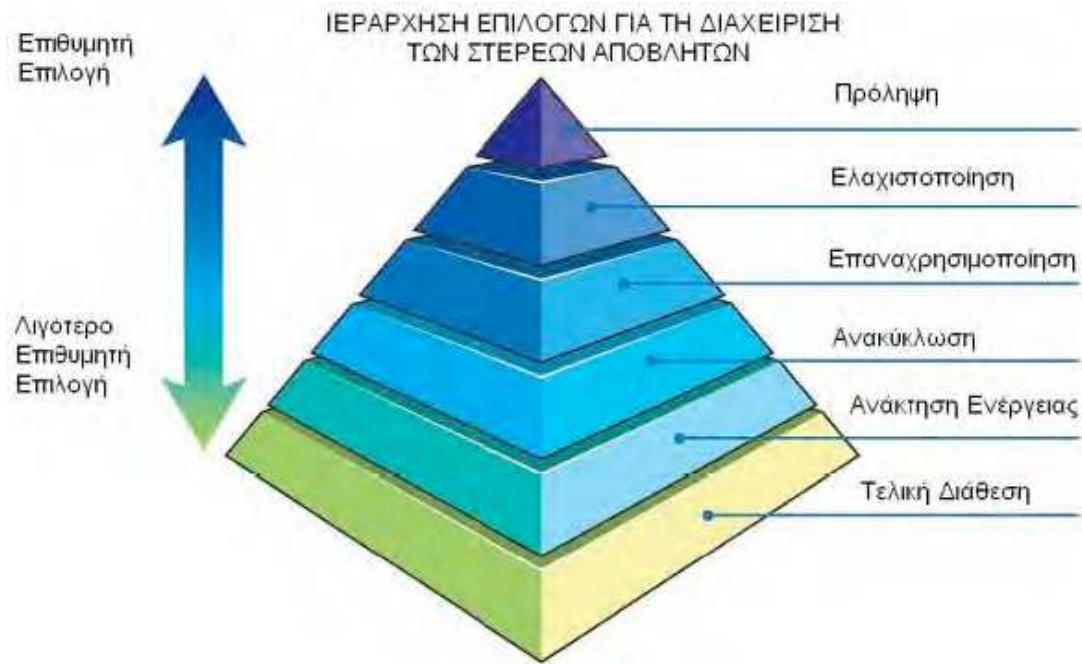 ΙΕΡΑΡΧΗΣΗ ΕΠΙΛΟΓΩΝ ΓΙΑ ΤΗ ΔΙΑΧΕΙΡΙΣΗ
ΤΩΝ ΣΤΕΡΕΩΝ ΑΠΟΒΛΗΤΩΝ
Επιθυμητή
Επιλογή
Πρόληψη
Ελαχιστοποίηση
Επαναχρησιμοποίηση
Λιγότερο
Επιθυμητή
Επιλογή
Ανακύκλωση
Ανάκτηση Ενέργειας
Τελική Διάθεση